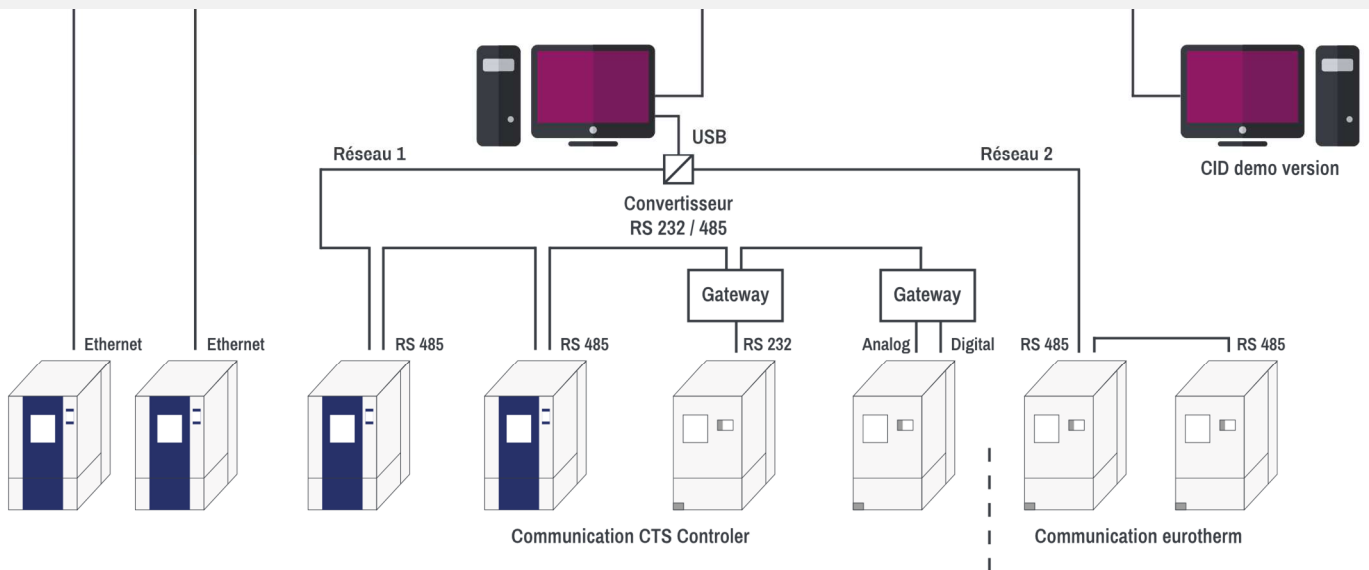 USB
Réseau 1
Réseau 2
CID demo version
Convertisseur
RS 232 / 485
Gateway
Gateway
Ethernet
Ethernet
RS 485
RS 485
RS 232
Analog
Digital
RS 485
RS 485
Communication CTS Controler
Communication eurotherm